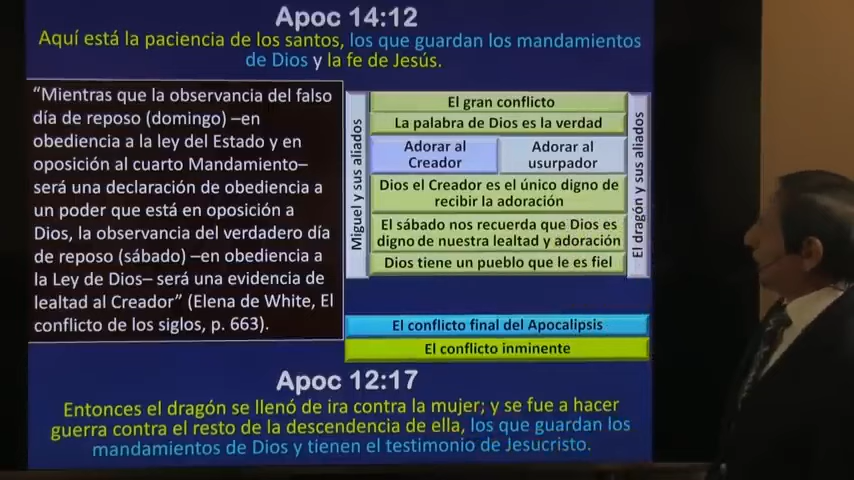 Apoc 14:12
Aquí está la paciencia de los santos, los que guardan los mandamientos
de Dios y la fe de Jesús.
“Mientras que la observancia del falso
día de reposo (domingo) –en
obediencia a la ley del Estado y en
oposición al cuarto Mandamiento–
será una declaración de obediencia a
un poder que está en oposición a
Dios, la observancia del verdadero día
de reposo (sábado) –en obediencia a
la Ley de Dios– será una evidencia de
lealtad al Creador” (Elena de White, El
conflicto de los siglos, p. 663).
Miguel y sus aliados
El gran conflicto
La palabra de Dios es la verdad
Adorar al
Creador
Adorar al
usurpador
Dios el Creador es el único digno de
recibir la adoración
El sábado nos recuerda que Dios es
digno de nuestra lealtad y adoración
Dios tiene un pueblo que le es fiel
El dragón y sus aliados
El conflicto final del Apocalipsis
El conflicto inminente
Apoc 12:17
Entonces el dragón se llenó de ira contra la mujer; y se fue a hacer
guerra contra el resto de la descendencia de ella, los que guardan los
mandamientos de Dios y tienen el testimonio de Jesucristo.